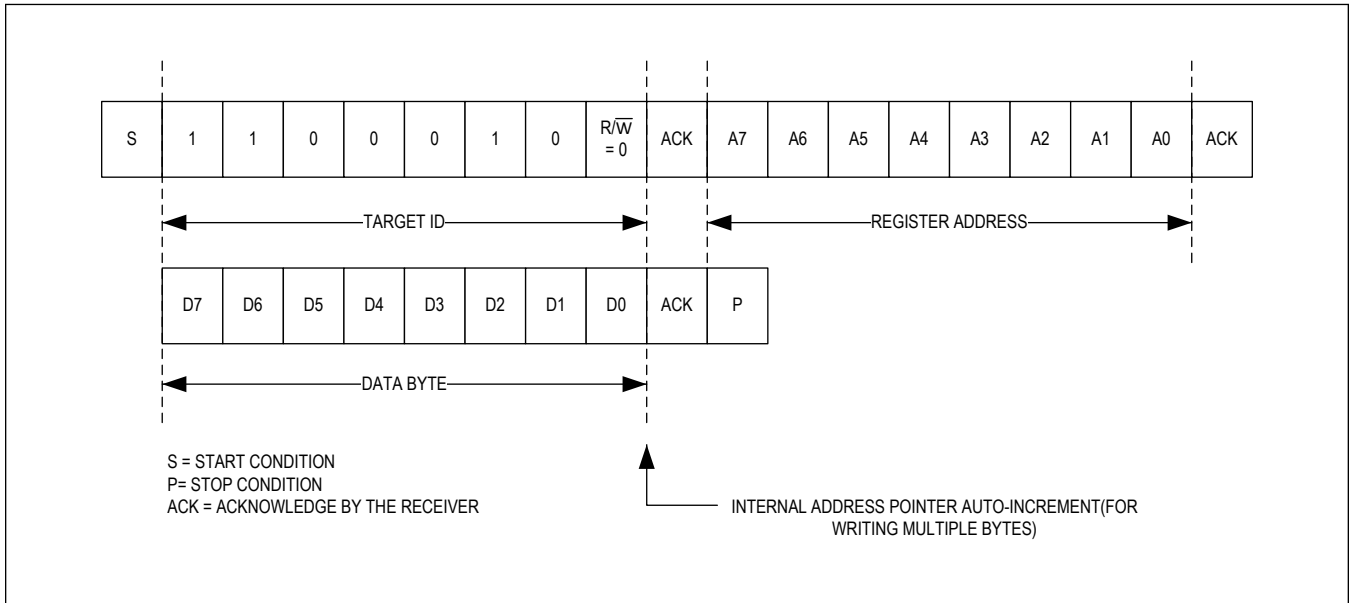 S 1 1 0 0 0 1 0 R/W̅ = 0 ACK A7 A6 A5 A4 A3 A2 A1 A0 ACK
TARGET ID REGISTER ADDRESS
D7 D6 D5 D4 D3 D2 D1 D0 ACK P
DATA BYTE
S = START CONDITION
P= STOP CONDITION
ACK = ACKNOWLEDGE BY THE RECEIVER
INTERNAL ADDRESS POINTER AUTO-INCREMENT(FOR
WRITING MULTIPLE BYTES)